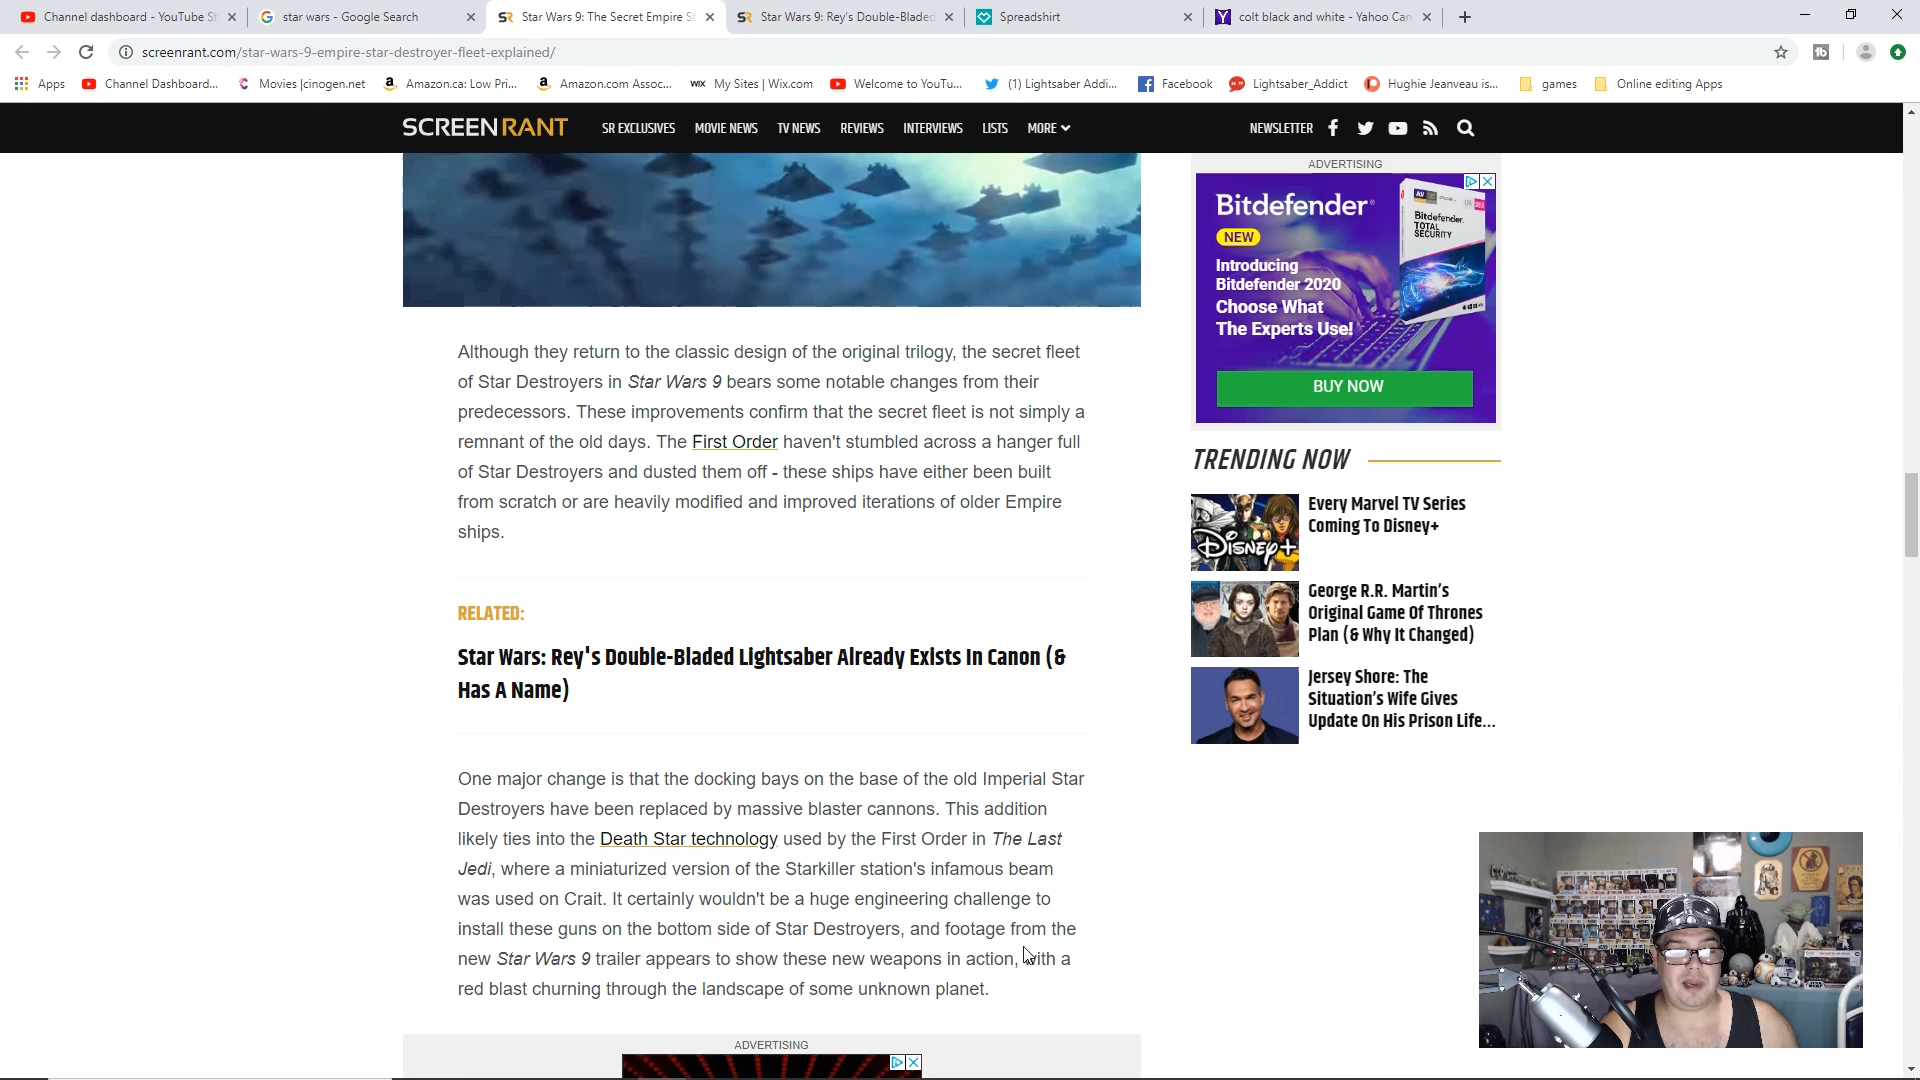 Channel dashboard - YouTube St
star wars - Google Search
Star Wars 9: The Secret Empire St
Star Wars 9: Rey's Double-Bladed
Spreadshirt
colt black and white - Yahoo Can
screenrant.com/star-wars-9-empire-star-destroyer-fleet-explained/
Apps
Channel Dashboard...
Movies |cinogen.net
Amazon.ca: Low Pri...
Amazon.com Assoc...
WIX My Sites | Wix.com
Welcome to YouTu...
(1) Lightsaber Addi...
Facebook
Lightsaber_Addict
Hughie Jeanveau is...
games
Online editing Apps
SCREENRANT
SR EXCLUSIVES
MOVIE NEWS
TV NEWS
REVIEWS
INTERVIEWS
LISTS
MORE
NEWSLETTER
Although they return to the classic design of the original trilogy, the secret fleet
of Star Destroyers in Star Wars 9 bears some notable changes from their
predecessors. These improvements confirm that the secret fleet is not simply a
remnant of the old days. The First Order haven't stumbled across a hanger full
of Star Destroyers and dusted them off - these ships have either been built
from scratch or are heavily modified and improved iterations of older Empire
ships.
RELATED:
Star Wars: Rey's Double-Bladed Lightsaber Already Exists In Canon (&
Has A Name)
One major change is that the docking bays on the base of the old Imperial Star
Destroyers have been replaced by massive blaster cannons. This addition
likely ties into the Death Star technology used by the First Order in The Last
Jedi, where a miniaturized version of the Starkiller station's infamous beam
was used on Crait. It certainly wouldn't be a huge engineering challenge to
install these guns on the bottom side of Star Destroyers, and footage from the
new Star Wars 9 trailer appears to show these new weapons in action, with a
red blast churning through the landscape of some unknown planet.
ADVERTISING
ADVERTISING
Bitdefender
NEW
Introducing
Bitdefender 2020
Choose What
The Experts Use!
Bitdefender
TOTAL
SECURITY
BUY NOW
TRENDING NOW
Disney+
Every Marvel TV Series
Coming To Disney+
George R.R. Martin's
Original Game Of Thrones
Plan (& Why It Changed)
Jersey Shore: The
Situation's Wife Gives
Update On His Prison Life...